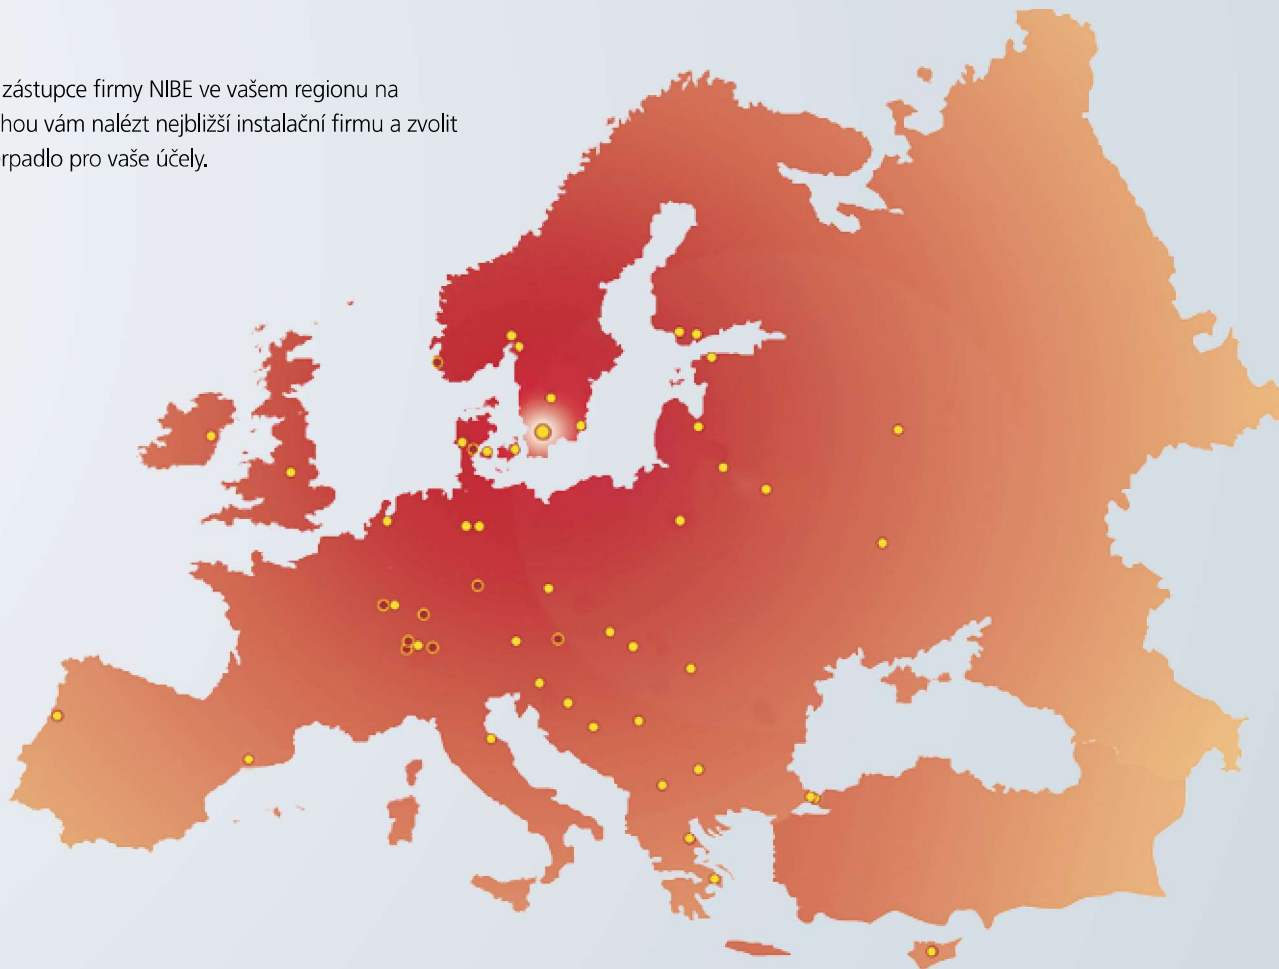 zástupce firmy NIBE ve vašem regionu na
hou vám nalézt nejbližší instalační firmu a zvolit
rpadlo pro vaše účely.